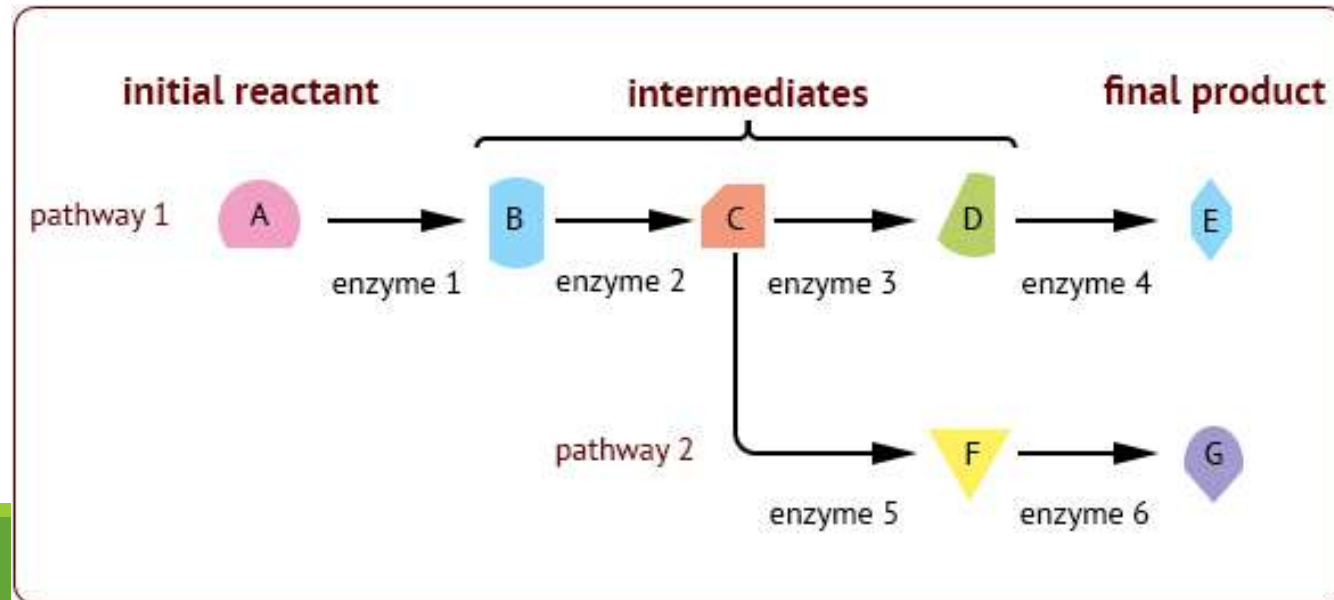 initial reactant intermediates final product
pathway 1 A B C D E
enzyme 1 enzyme 2 enzyme 3 enzyme 4
pathway 2 F G
enzyme 5 enzyme 6